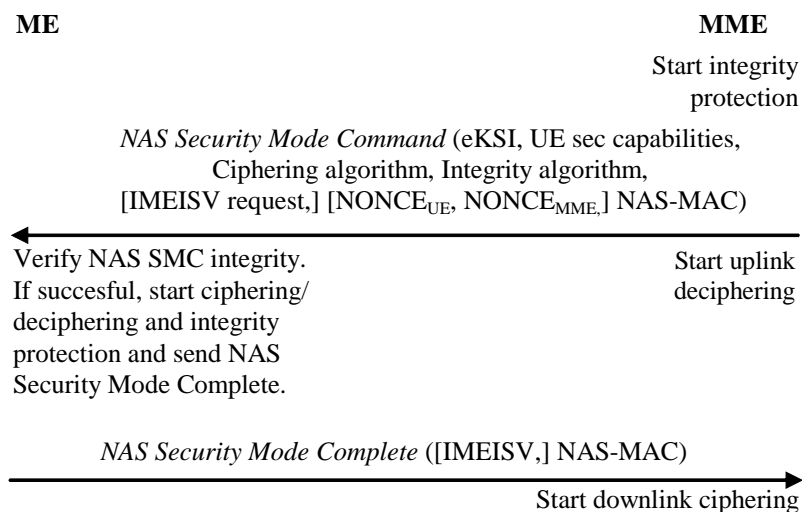 ME MME
Start integrity
protection
NAS Security Mode Command (eKSI, UE sec capabilities,
Ciphering algorithm, Integrity algorithm,
[IMEISV request,] [NONCE_UE, NONCE_MME,] NAS-MAC)
Verify NAS SMC integrity.
If succesful, start ciphering/
deciphering and integrity
protection and send NAS
Security Mode Complete.
Start uplink
deciphering
NAS Security Mode Complete ([IMEISV,] NAS-MAC)
Start downlink ciphering